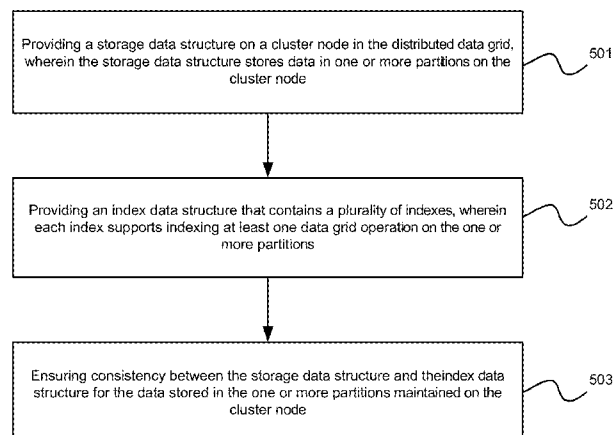 Providing a storage data structure on a cluster node in the distributed data grid,
wherein the storage data structure stores data in one or more partitions on the
cluster node
501
Providing an index data structure that contains a plurality of indexes, wherein
each index supports indexing at least one data grid operation on the one or
more partitions
502
Ensuring consistency between the storage data structure and theindex data
structure for the data stored in the one or more partitions maintained on the
cluster node
503